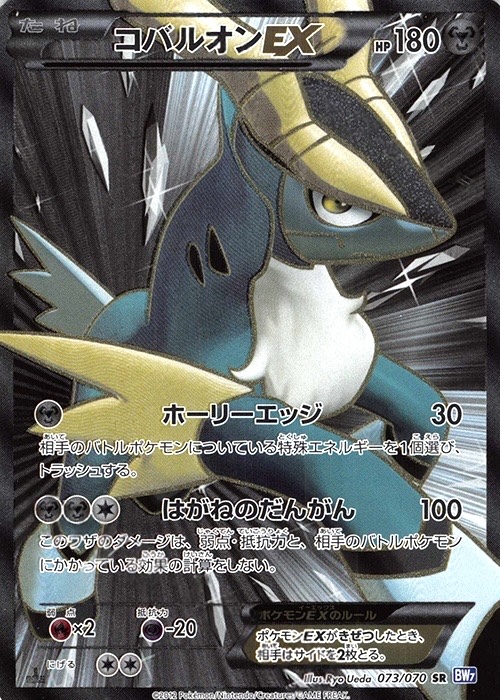 たね
コバルオンEX
HP180
ホーリーエッジ 30
相手のバトルポケモンについている特殊エネルギーを1個選び、
トラッシュする。
はがねのだんがん 100
このワザのダメージは、弱点・抵抗力と、相手のバトルポケモン
にかかっている効果の計算をしない。
弱点 抵抗力
×2 -20
にげる
ポケモンEXのルール
ポケモンEXがきぜつしたとき、
相手はサイドを2枚とる。
Illus.Ryo Ueda 073/070 SR BW7
©2012 Pokémon/Nintendo/Creatures/GAME FREAK.